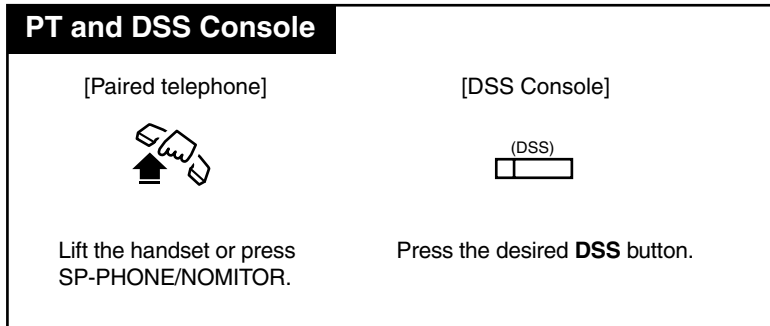 PT and DSS Console
[Paired telephone]
[DSS Console]
(DSS)
Lift the handset or press
SP-PHONE/NOMITOR.
Press the desired DSS button.